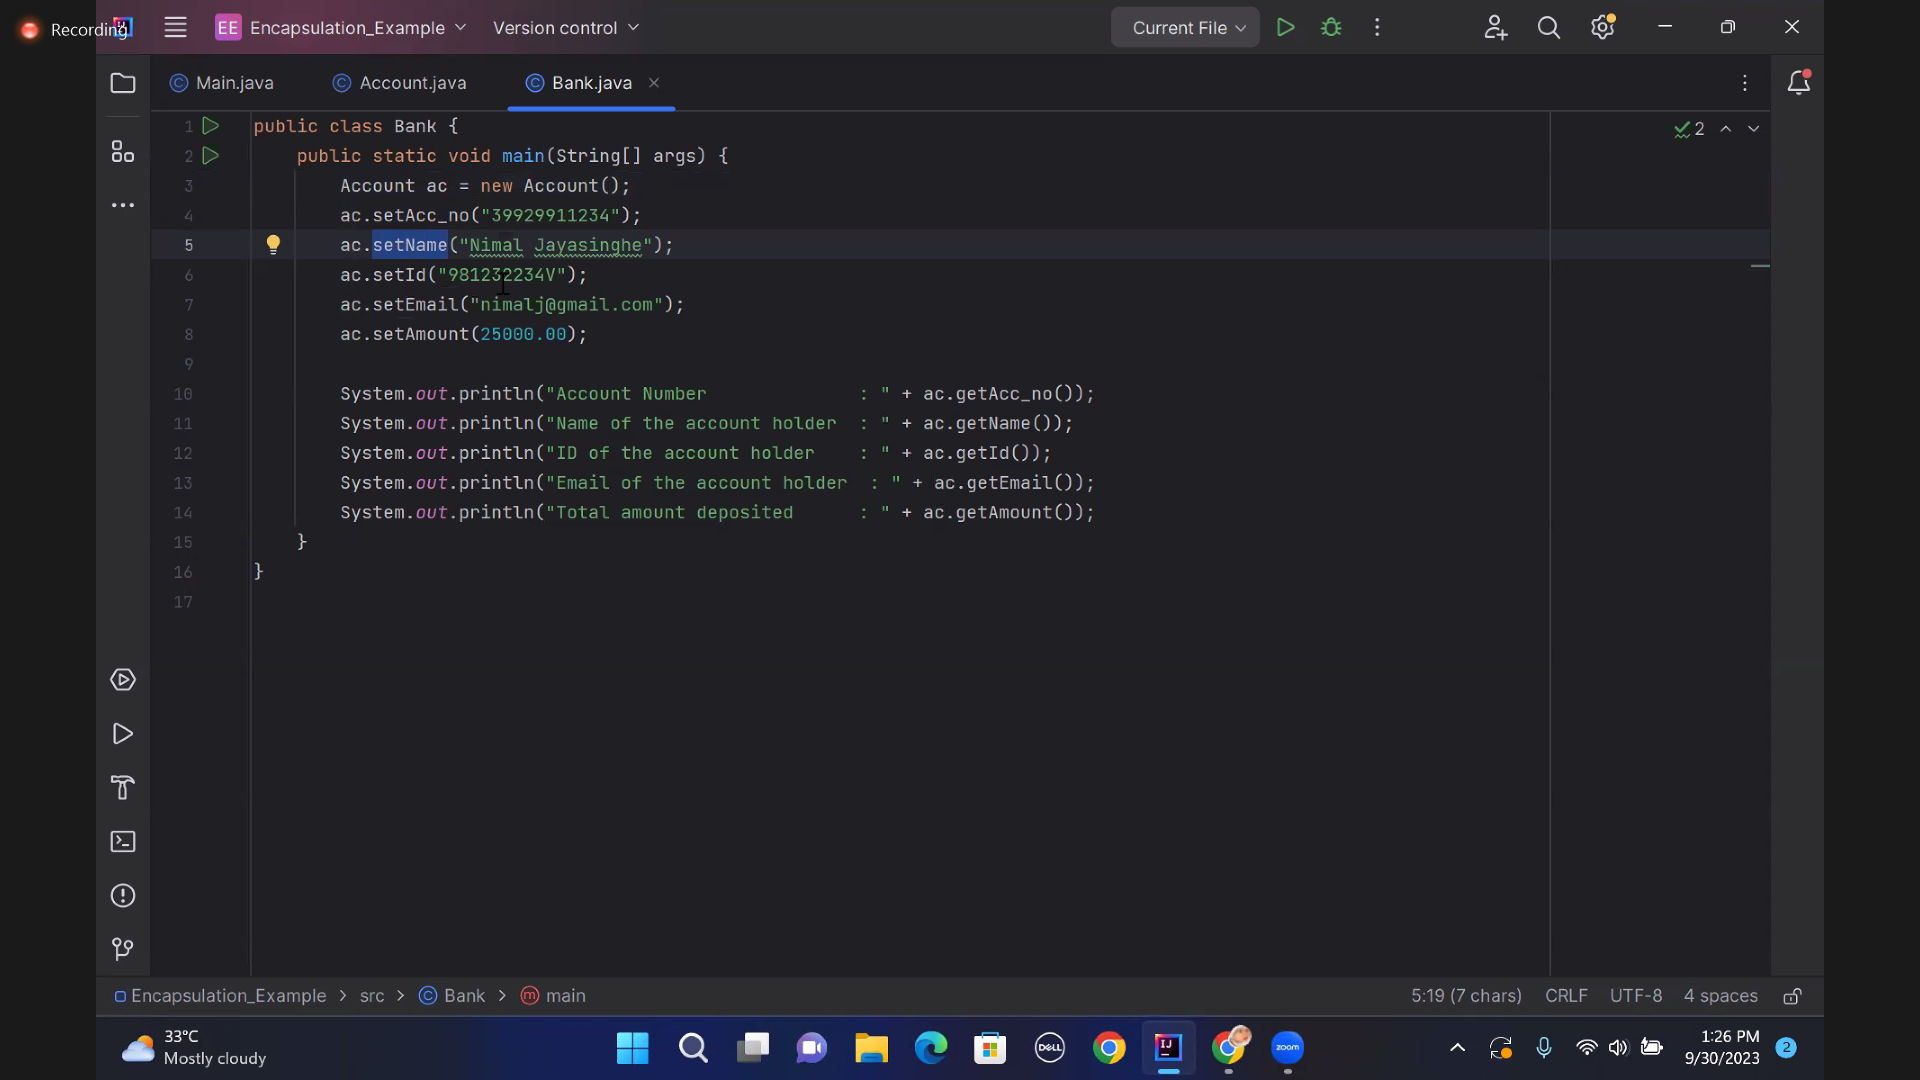 Recording
EE Encapsulation_Example Version control Current File
Main.java Account.java Bank.java
2
1 public class Bank {
2 public static void main(String[] args) {
3 Account ac = new Account();
4 ac.setAcc_no("39929911234");
5 ac.setName("Nimal Jayasinghe");
6 ac.setId("981232234V");
7 ac.setEmail("nimalj@gmail.com");
8 ac.setAmount(25000.00);
9
10 System.out.println("Account Number             : " + ac.getAcc_no());
11 System.out.println("Name of the account holder  : " + ac.getName());
12 System.out.println("ID of the account holder    : " + ac.getId());
13 System.out.println("Email of the account holder  : " + ac.getEmail());
14 System.out.println("Total amount deposited      : " + ac.getAmount());
15 }
16 }
17
Encapsulation_Example > src > Bank > main 5:19 (7 chars) CRLF UTF-8 4 spaces
33°C
Mostly cloudy
DELL
IJ
zoom
1:26 PM
9/30/2023
2